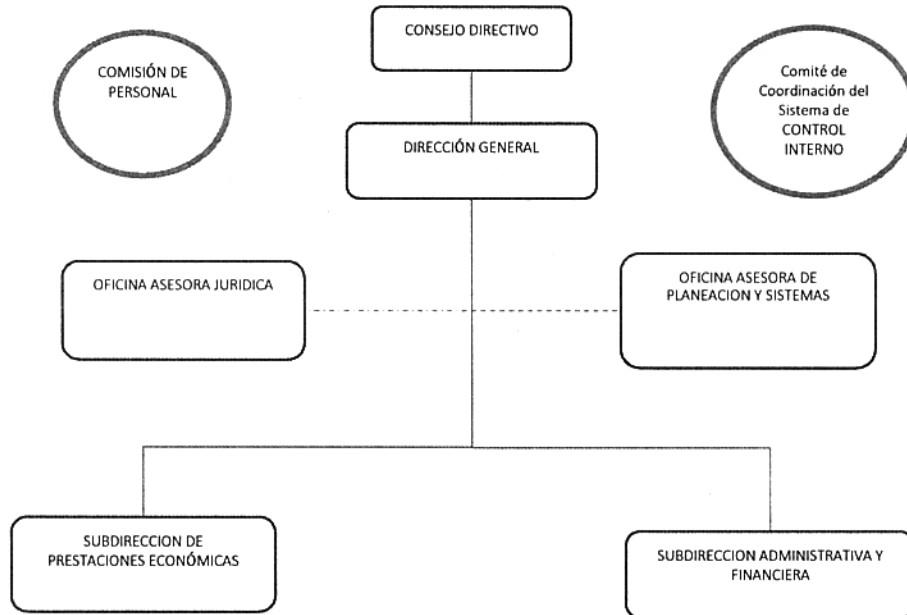 CONSEJO DIRECTIVO
COMISIÓN DE
PERSONAL
Comité de
Coordinación del
Sistema de
CONTROL
INTERNO
DIRECCIÓN GENERAL
OFICINA ASESORA JURIDICA
OFICINA ASESORA DE
PLANEACION Y SISTEMAS
SUBDIRECCION DE
PRESTACIONES ECONÓMICAS
SUBDIRECCION ADMINISTRATIVA Y
FINANCIERA